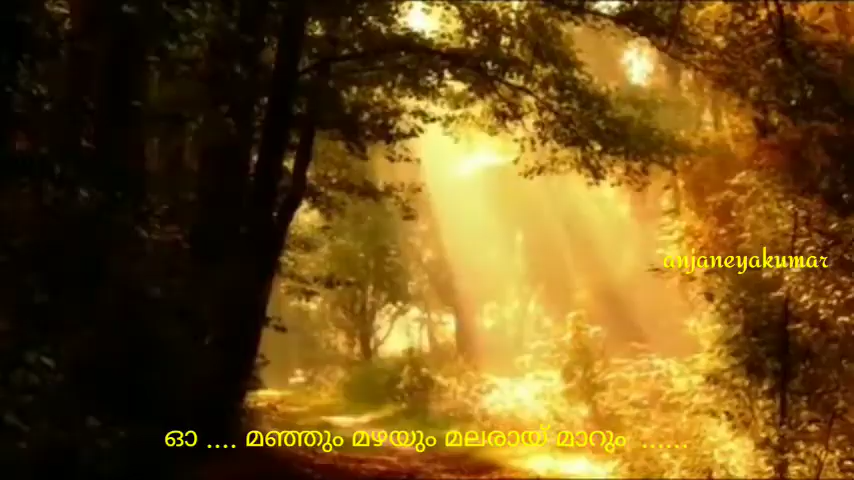 anjaneyakumar
ഓ .... മഞ്ഞും മഴയും മലരായ് മാറും ......